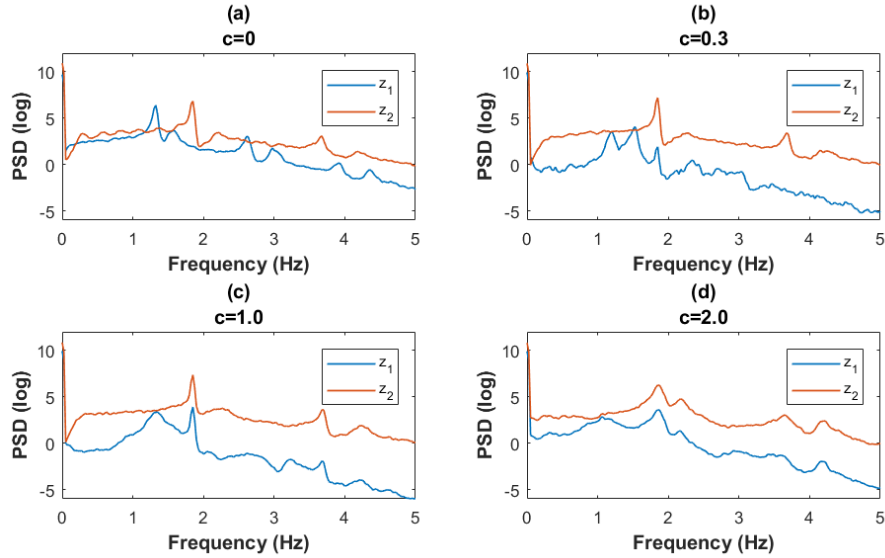 (a)
c=0
PSD (log)
10
5
0
-5
z1
z2
0 1 2 3 4 5
Frequency (Hz)
(b)
c=0.3
PSD (log)
10
5
0
-5
z1
z2
0 1 2 3 4 5
Frequency (Hz)
(c)
c=1.0
PSD (log)
10
5
0
-5
z1
z2
0 1 2 3 4 5
Frequency (Hz)
(d)
c=2.0
PSD (log)
10
5
0
-5
z1
z2
0 1 2 3 4 5
Frequency (Hz)